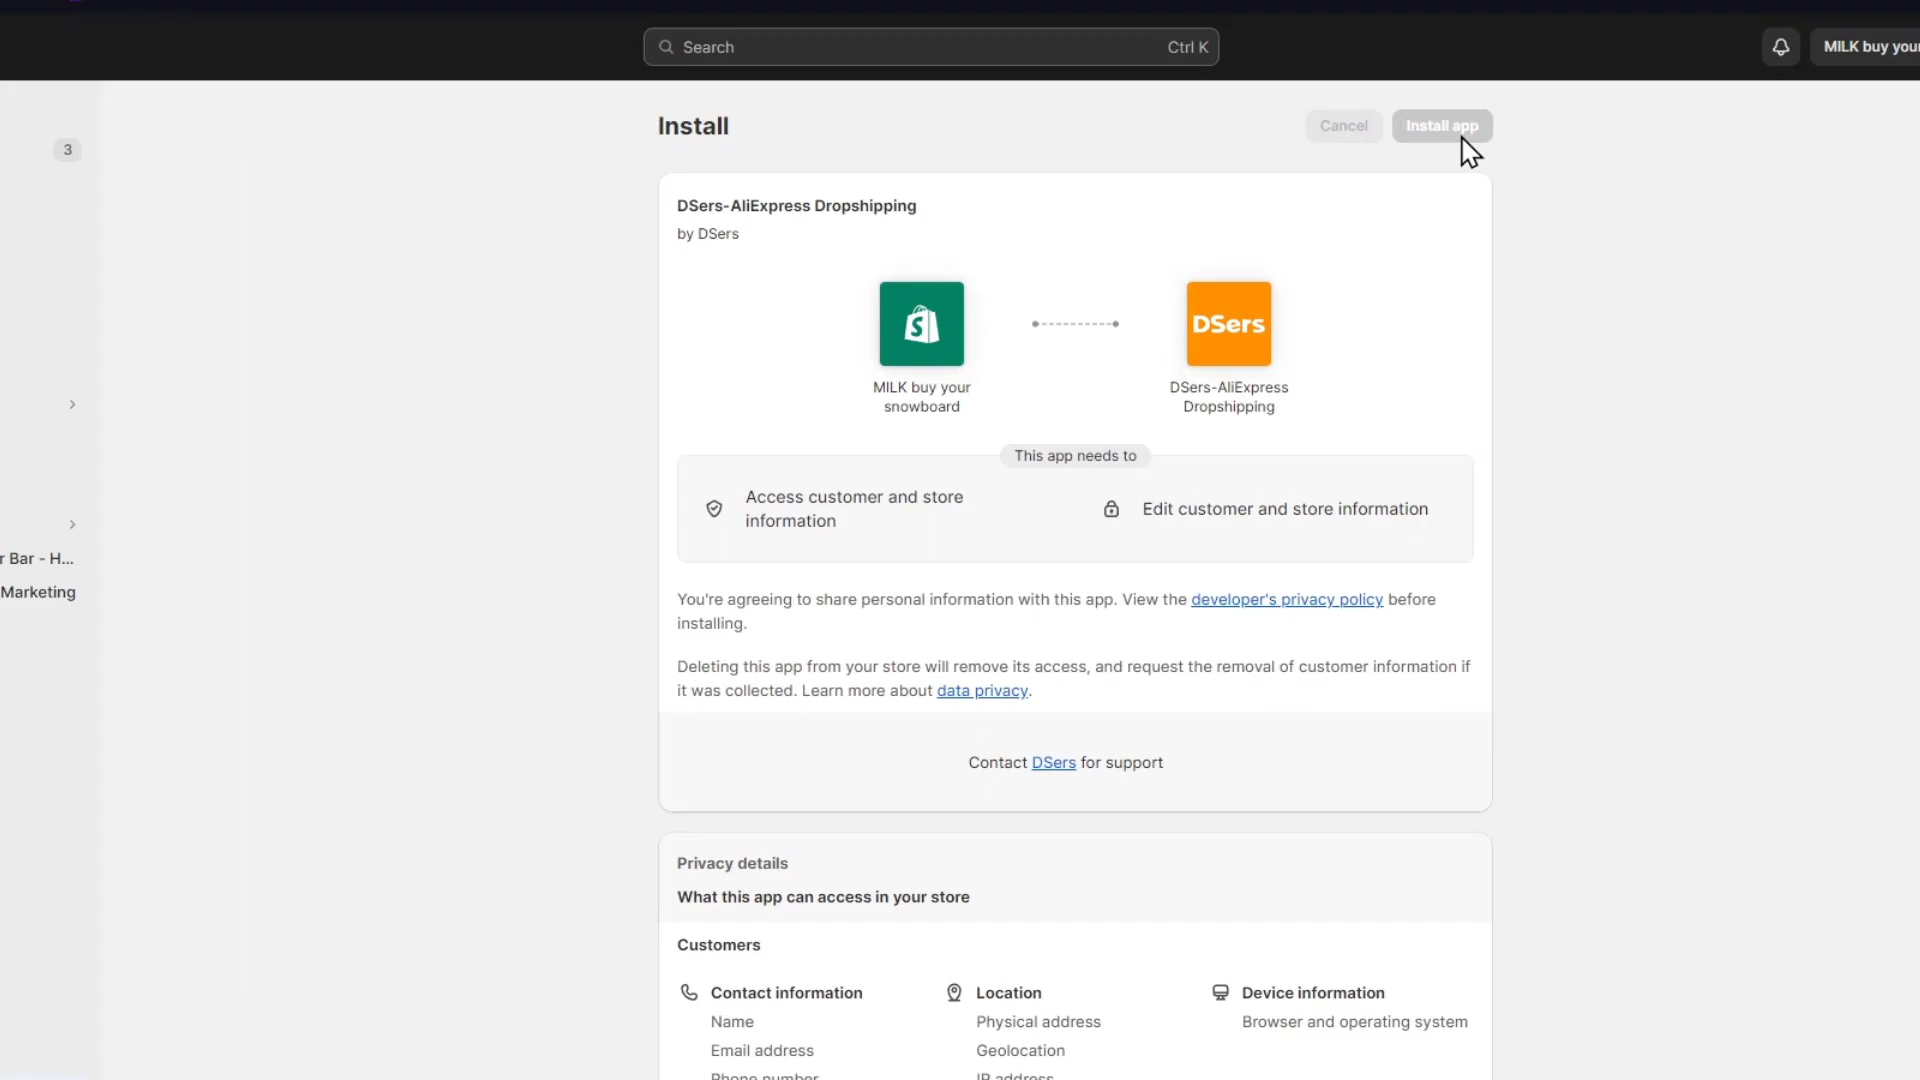 Search
Ctrl K
MILK buy your
Install
Cancel
Install app
3
DSers-AliExpress Dropshipping
by DSers
DSers
MILK buy your
snowboard
DSers-AliExpress
Dropshipping
This app needs to
Access customer and store
information
Edit customer and store information
r Bar - H...
Marketing
You're agreeing to share personal information with this app. View the developer's privacy policy before
installing.
Deleting this app from your store will remove its access, and request the removal of customer information if
it was collected. Learn more about data privacy.
Contact DSers for support
Privacy details
What this app can access in your store
Customers
Contact information
Name
Email address
Phone number
Location
Physical address
Geolocation
IP address
Device information
Browser and operating system